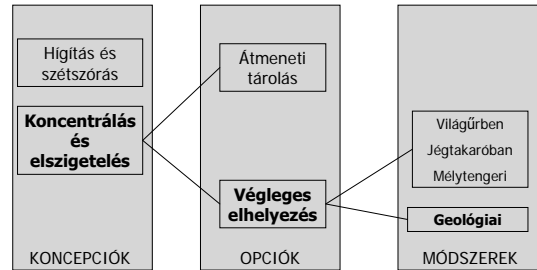 Hígítás és
szétszórás
Koncentrálás
és
elszigetelés
KONCEPCIÓK
Átmeneti
tárolás
Végleges
elhelyezés
OPCIÓK
Világűrben
Jégtakaróban
Mélytengeri
Geológiai
MÓDSZEREK